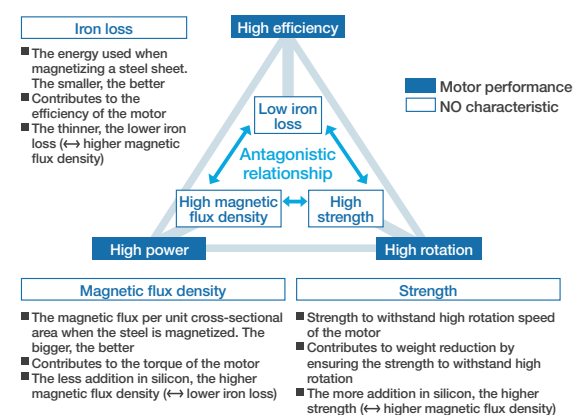 Iron loss
■ The energy used when
magnetizing a steel sheet.
The smaller, the better
■ Contributes to the
efficiency of the motor
■ The thinner, the lower iron
loss (↔ higher magnetic
flux density)
High efficiency
Motor performance
NO characteristic
Low iron
loss
Antagonistic
relationship
High magnetic
flux density
High
strength
High power
High rotation
Magnetic flux density
■ The magnetic flux per unit cross-sectional
area when the steel is magnetized. The
bigger, the better
■ Contributes to the torque of the motor
■ The less addition in silicon, the higher
magnetic flux density (↔ lower iron loss)
Strength
■ Strength to withstand high rotation speed
of the motor
■ Contributes to weight reduction by
ensuring the strength to withstand high
rotation
■ The more addition in silicon, the higher
strength (↔ higher magnetic flux density)